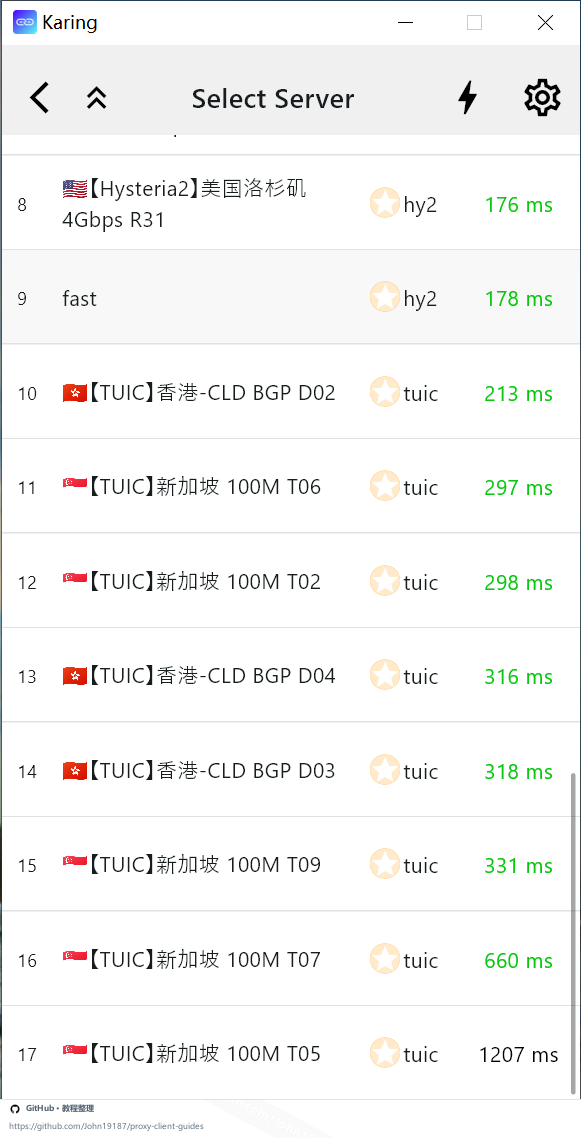 Karing
Select Server
8
【Hysteria2】美国洛杉矶
4Gbps R31
hy2
176 ms
9
fast
hy2
178 ms
10
【TUIC】香港-CLD BGP D02
tuic
213 ms
11
【TUIC】新加坡 100M T06
tuic
297 ms
12
【TUIC】新加坡 100M T02
tuic
298 ms
13
【TUIC】香港-CLD BGP D04
tuic
316 ms
14
【TUIC】香港-CLD BGP D03
tuic
318 ms
15
【TUIC】新加坡 100M T09
tuic
331 ms
16
【TUIC】新加坡 100M T07
tuic
660 ms
17
【TUIC】新加坡 100M T05
tuic
1207 ms
GitHub • 教程整理
https://github.com/John19187/proxy-client-guides